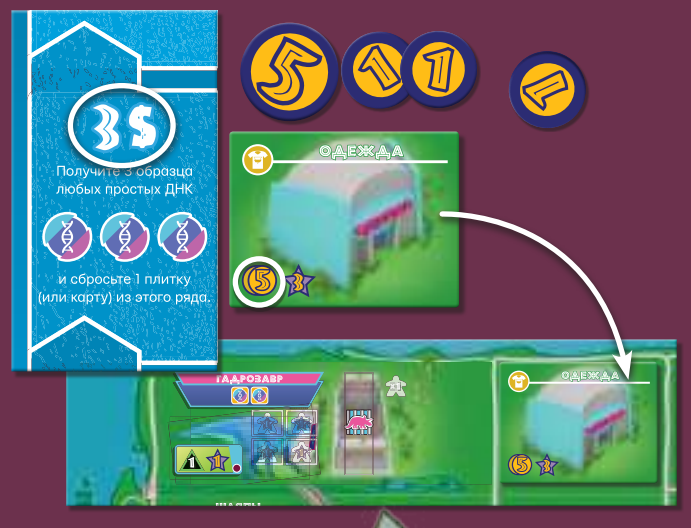 3 $
Получите 3 образца
любых простых ДНК
и сбросьте 1 плитку
(или карту) из этого ряда.
5 1 1 1
ОДЕЖДА
5 3
ГАДРОЗАВР
1 1
ОДЕЖДА
5 3